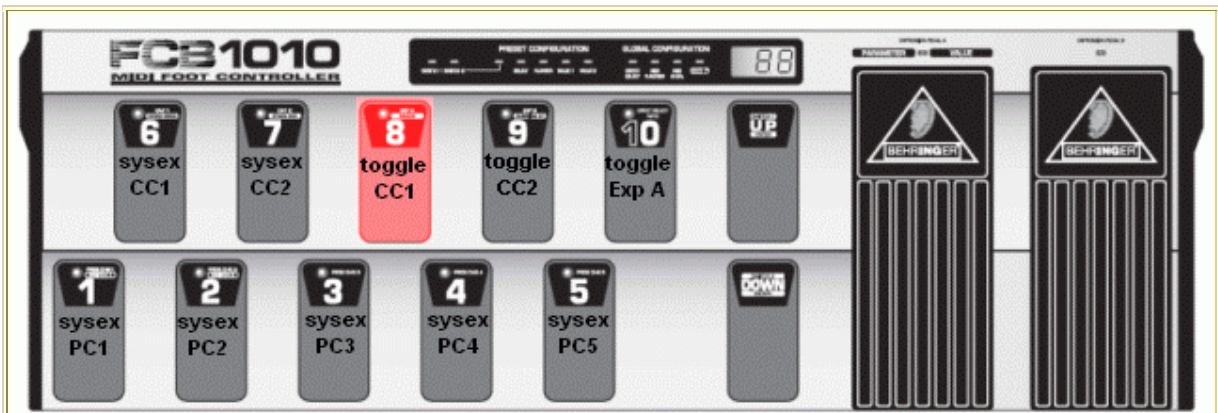 FCB1010
MIDI FOOT CONTROLLER
PRESET CONFIGURATION
GLOBAL CONFIGURATION
88
PARAMETER
VALUE
6
sysex
CC1
7
sysex
CC2
8
toggle
CC1
9
toggle
CC2
10
toggle
Exp A
UP
BEHRINGER
BEHRINGER
1
sysex
PC1
2
sysex
PC2
3
sysex
PC3
4
sysex
PC4
5
sysex
PC5
DOWN